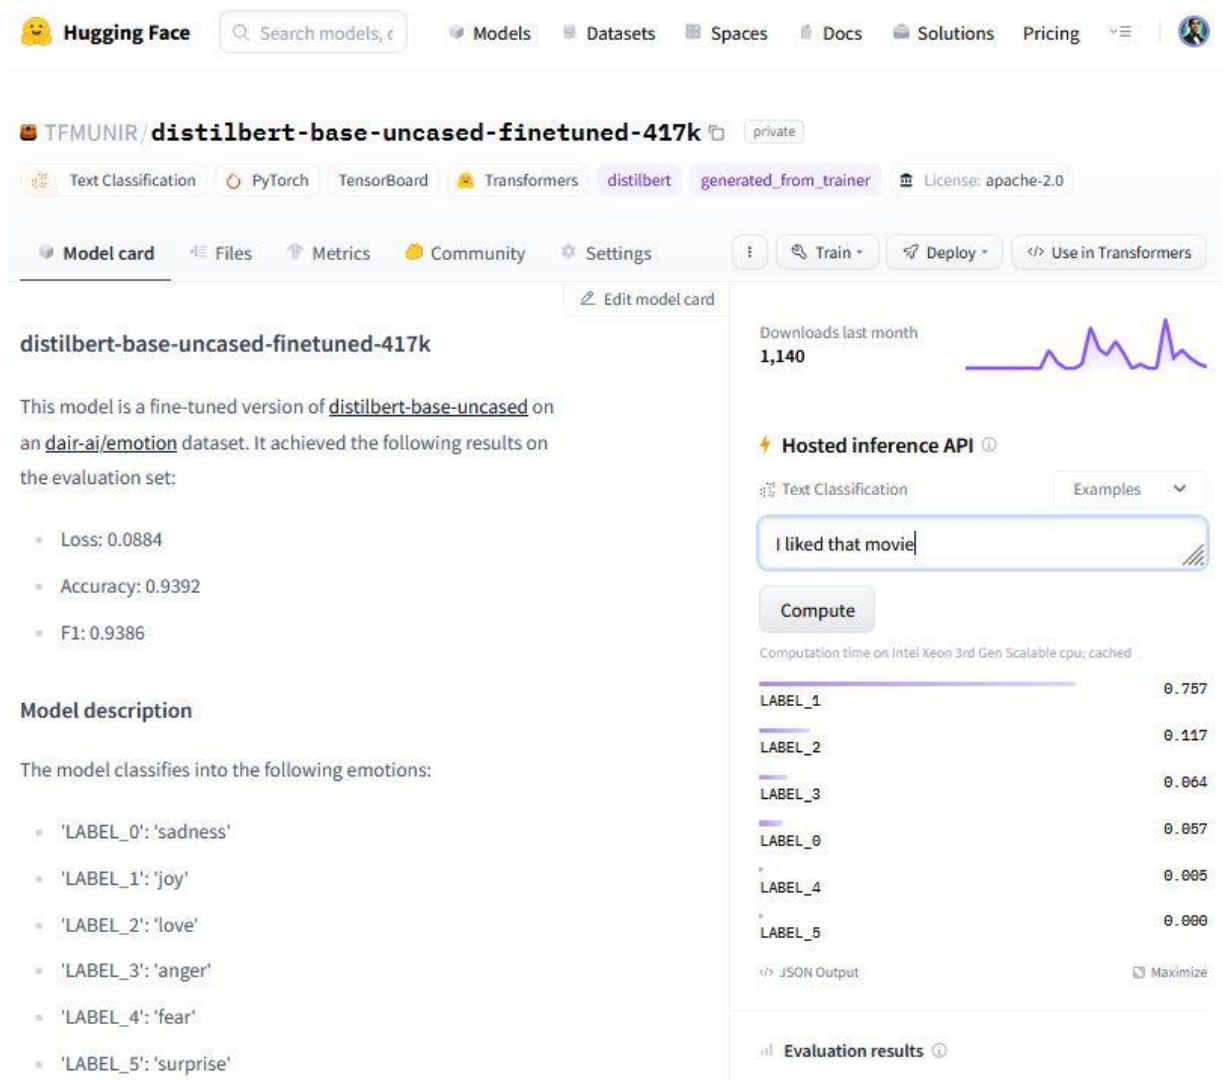 Hugging Face
Search models, c
Models
Datasets
Spaces
Docs
Solutions
Pricing
TFMUNIR/distilbert-base-uncased-finetuned-417k
private
Text Classification
PyTorch
TensorBoard
Transformers
distilbert
generated_from_trainer
License: apache-2.0
Model card
Files
Metrics
Community
Settings
Train
Deploy
</> Use in Transformers
Edit model card
distilbert-base-uncased-finetuned-417k
This model is a fine-tuned version of distilbert-base-uncased on
an dair-ai/emotion dataset. It achieved the following results on
the evaluation set:
Loss: 0.0884
Accuracy: 0.9392
F1: 0.9386
Model description
The model classifies into the following emotions:
'LABEL_0': 'sadness'
'LABEL_1': 'joy'
'LABEL_2': 'love'
'LABEL_3': 'anger'
'LABEL_4': 'fear'
'LABEL_5': 'surprise'
Downloads last month
1,140
Hosted inference API
Text Classification
Examples
I liked that movie
Compute
Computation time on Intel Xeon 3rd Gen Scalable cpu: cached
LABEL_1 0.757
LABEL_2 0.117
LABEL_3 0.064
LABEL_0 0.057
LABEL_4 0.005
LABEL_5 0.000
</> JSON Output
Maximize
Evaluation results